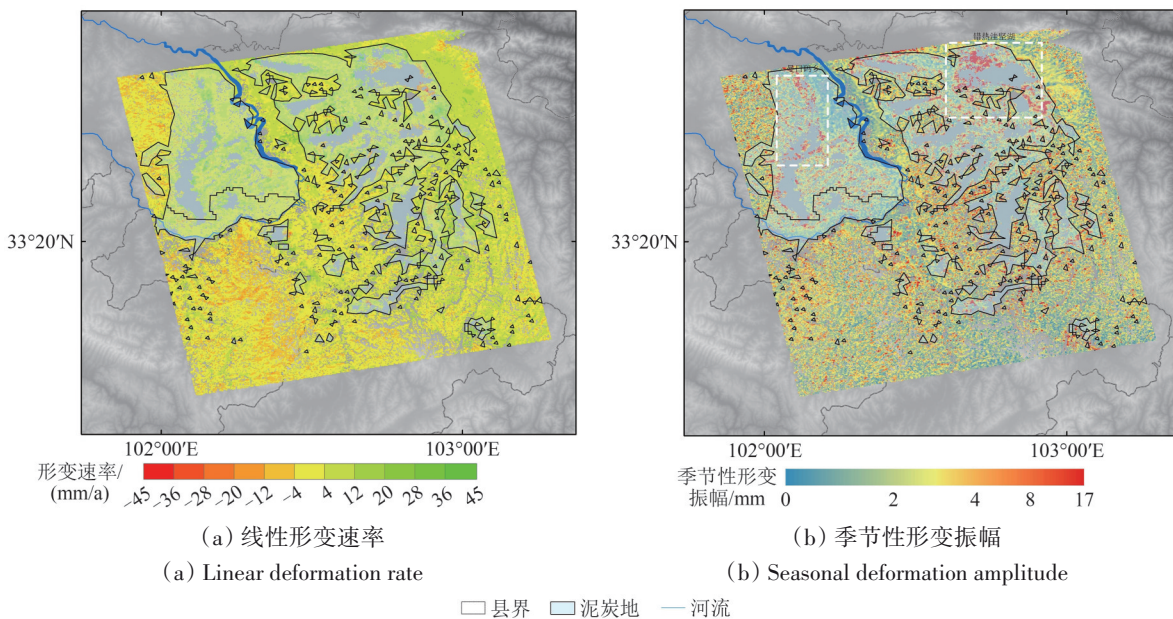 33°20′N
102°00′E
103°00′E
形变速率/
(mm/a)
-45
-36
-28
-20
-12
-4
4
12
20
28
36
45
(a) 线性形变速率
(a) Linear deformation rate
33°20′N
102°00′E
103°00′E
季节性形变
振幅/mm
0
2
4
8
17
(b) 季节性形变振幅
(b) Seasonal deformation amplitude
县界
泥炭地
河流